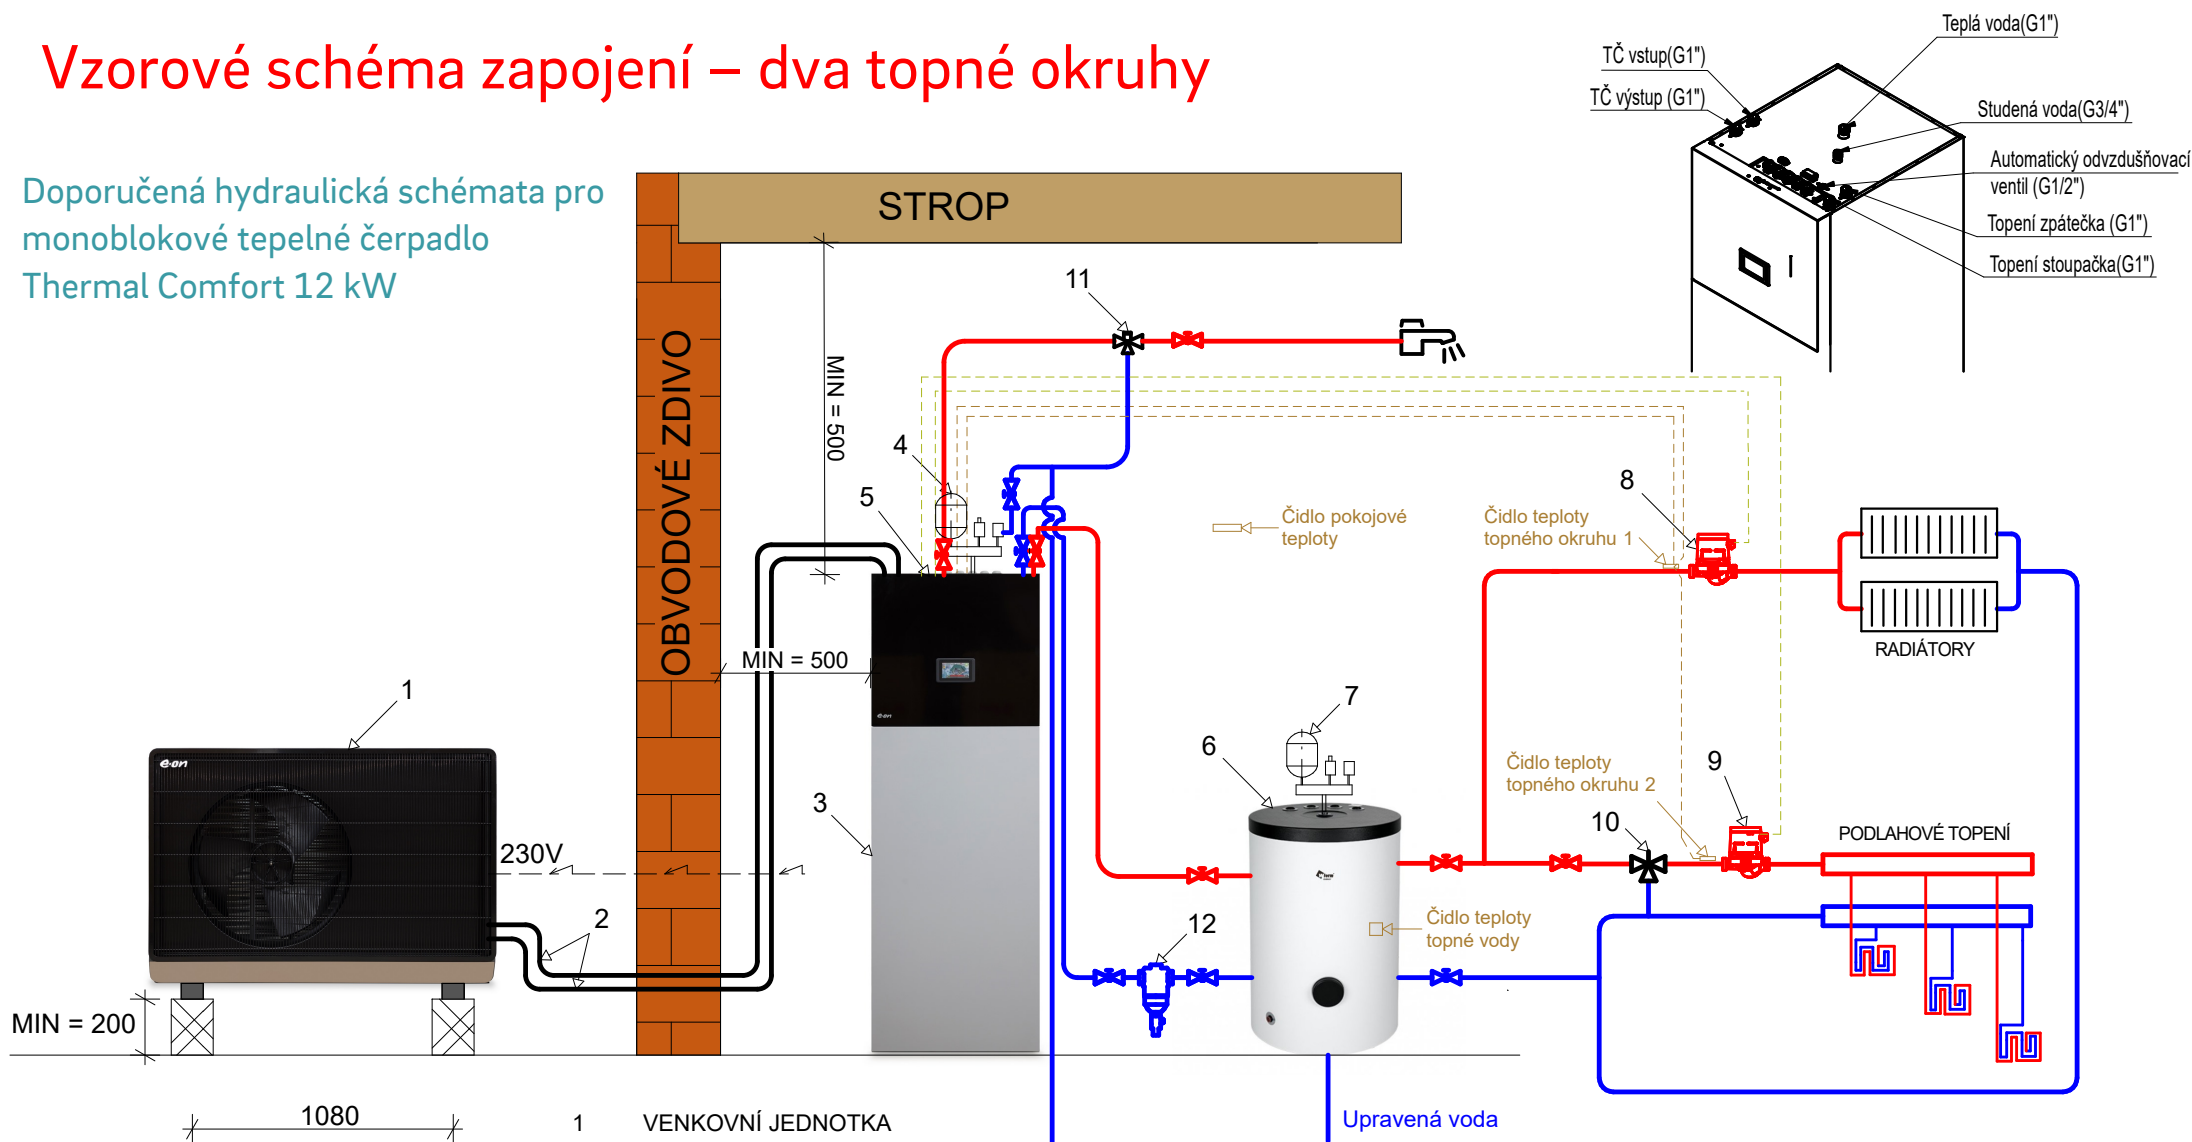 Vzorové schéma zapojení – dva topné okruhy
Doporučená hydraulická schémata pro
monoblokové tepelné čerpadlo
Thermal Comfort 12 kW
Teplá voda(G1")
TČ vstup(G1")
TČ výstup (G1")
Studená voda(G3/4")
Automatický odvzdušňovací
ventil (G1/2")
Topení zpátečka (G1")
Topení stoupačka(G1")
STROP
OBVODOVÉ ZDIVO
MIN = 500
11
4
5
8
Čidlo pokojové
teploty
Čidlo teploty
topného okruhu 1
RADIÁTORY
MIN = 500
e·on
1
e·on
7
6
3
Čidlo teploty
topného okruhu 2
9
10
PODLAHOVÉ TOPENÍ
230V
2
12
Čidlo teploty
topné vody
MIN = 200
1080
1 VENKOVNÍ JEDNOTKA
Upravená voda